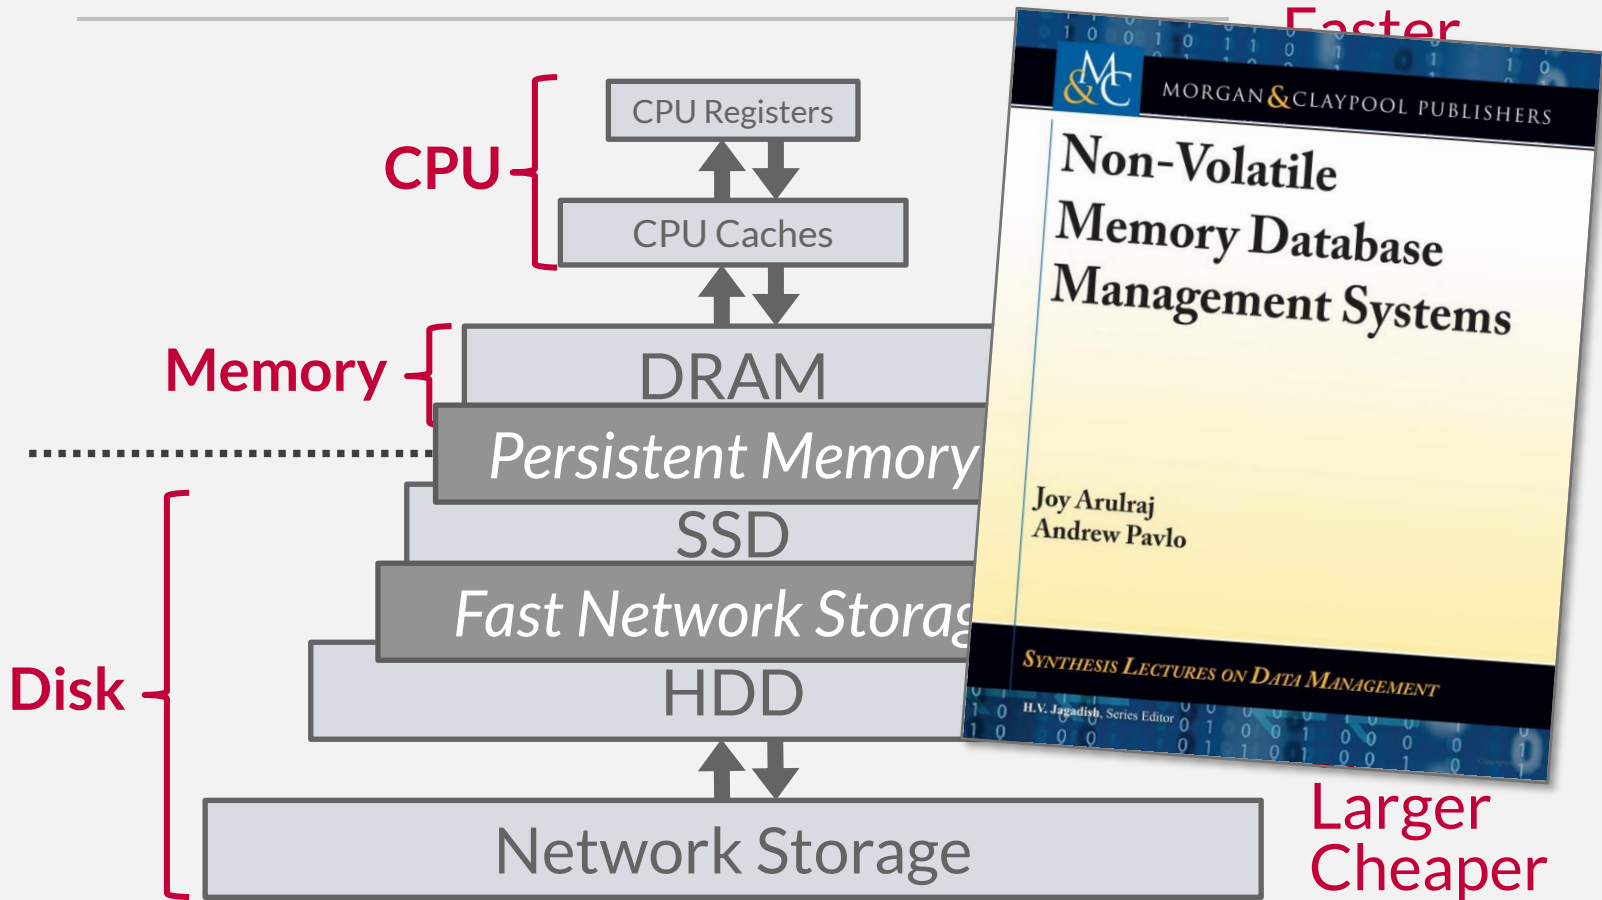 Faster
CPU Registers
CPU
CPU Caches
Memory
DRAM
Persistent Memory
SSD
Fast Network Storag
Disk
HDD
Network Storage
Larger
Cheaper
M&C
MORGAN & CLAYPOOL PUBLISHERS
Non-Volatile
Memory Database
Management Systems
Joy Arulraj
Andrew Pavlo
SYNTHESIS LECTURES ON DATA MANAGEMENT
H.V. Jagadish, Series Editor